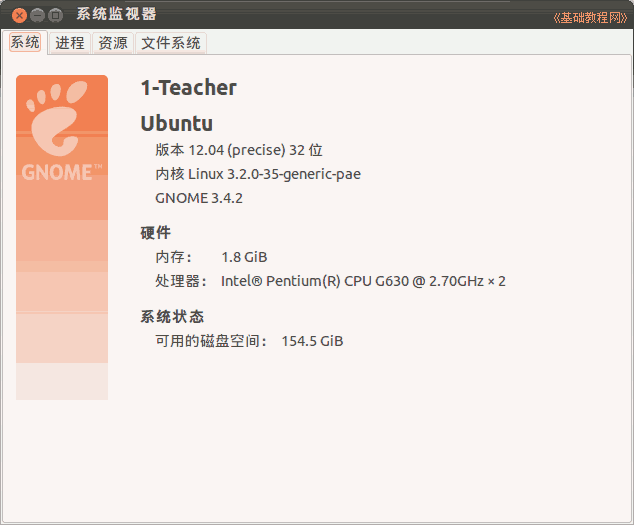 系统监视器
《基础教程网》
系统 进程 资源 文件系统
GNOME™
1-Teacher
Ubuntu
版本 12.04 (precise) 32 位
内核 Linux 3.2.0-35-generic-pae
GNOME 3.4.2
硬件
内存： 1.8 GiB
处理器： Intel® Pentium(R) CPU G630 @ 2.70GHz × 2
系统状态
可用的磁盘空间： 154.5 GiB